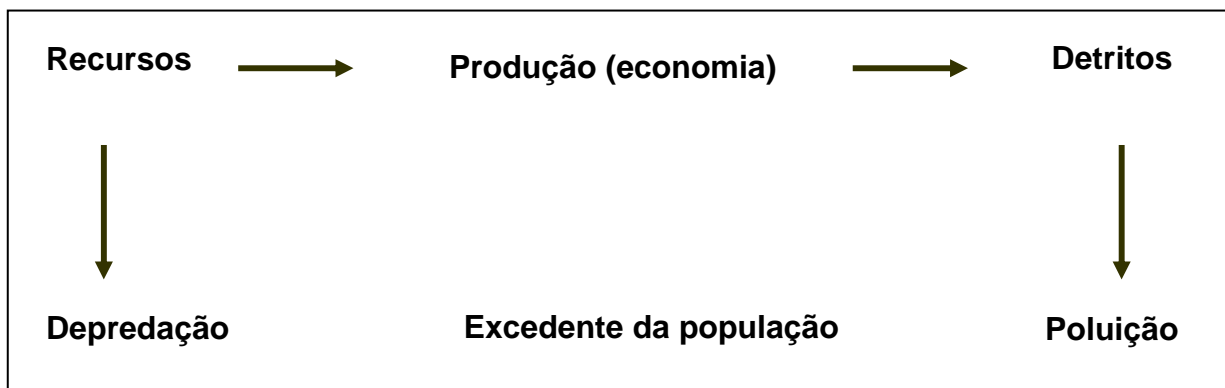 Recursos
Produção (economia)
Detritos
Depredação
Excedente da população
Poluição